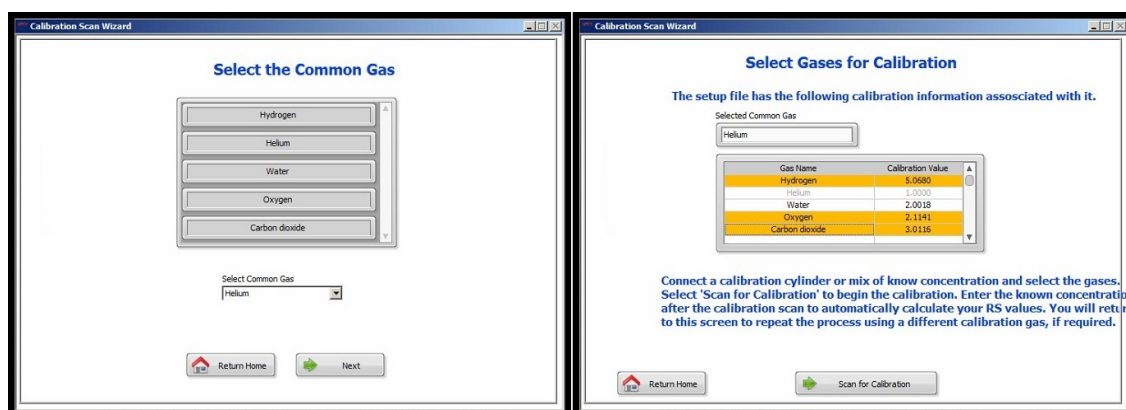 Calibration Scan Wizard
Select the Common Gas
Hydrogen
Helium
Water
Oxygen
Carbon dioxide
Select Common Gas
Helium
Return Home
Next
Calibration Scan Wizard
Select Gases for Calibration
The setup file has the following calibration information assosciated with it.
Selected Common Gas
Helium
Gas Name Calibration Value
Hydrogen 5.0680
Helium 1.0000
Water 2.0018
Oxygen 2.1141
Carbon dioxide 3.0116
Connect a calibration cylinder or mix of know concentration and select the gases.
Select 'Scan for Calibration' to begin the calibration. Enter the known concentratio
after the calibration scan to automatically calculate your RS values. You will retur
to this screen to repeat the process using a different calibration gas, if required.
Return Home
Scan for Calibration